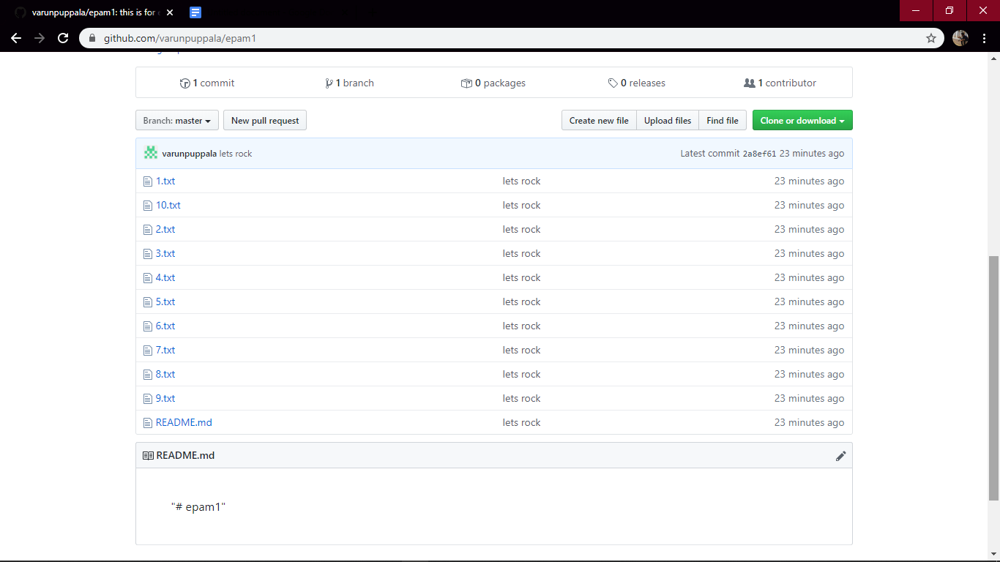 varunpuppala/epam1: this is for
github.com/varunpuppala/epam1
1 commit 1 branch 0 packages 0 releases 1 contributor
Branch: master New pull request Create new file Upload files Find file Clone or download
varunpuppala lets rock Latest commit 2a8ef61 23 minutes ago
1.txt lets rock 23 minutes ago
10.txt lets rock 23 minutes ago
2.txt lets rock 23 minutes ago
3.txt lets rock 23 minutes ago
4.txt lets rock 23 minutes ago
5.txt lets rock 23 minutes ago
6.txt lets rock 23 minutes ago
7.txt lets rock 23 minutes ago
8.txt lets rock 23 minutes ago
9.txt lets rock 23 minutes ago
README.md lets rock 23 minutes ago
README.md
"# epam1"